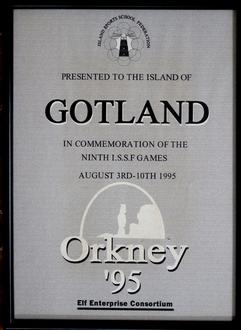 ISLAND SPORTS SCHOOL FEDERATION
PRESENTED TO THE ISLAND OF
GOTLAND
IN COMMEMORATION OF THE
NINTH I.S.S.F GAMES
AUGUST 3RD-10TH 1995
Orkney
'95
Elf Enterprise Consortium